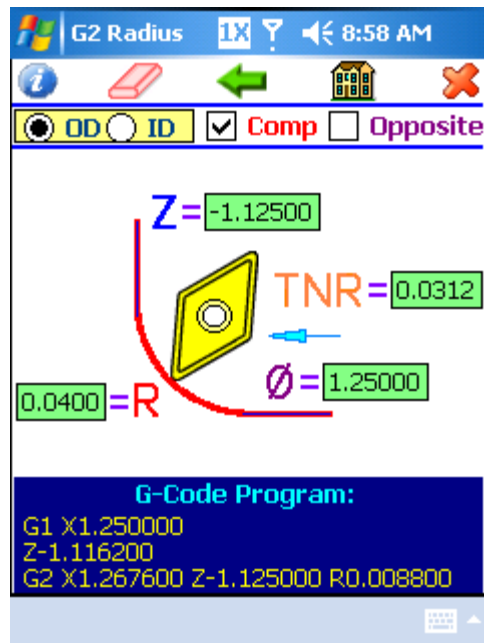 G2 Radius 1X 8:58 AM
OD ID Comp Opposite
Z = -1.12500
TNR = 0.0312
Ø = 1.25000
0.0400 = R
G-Code Program:
G1 X1.250000
Z-1.116200
G2 X1.267600 Z-1.125000 R0.008800